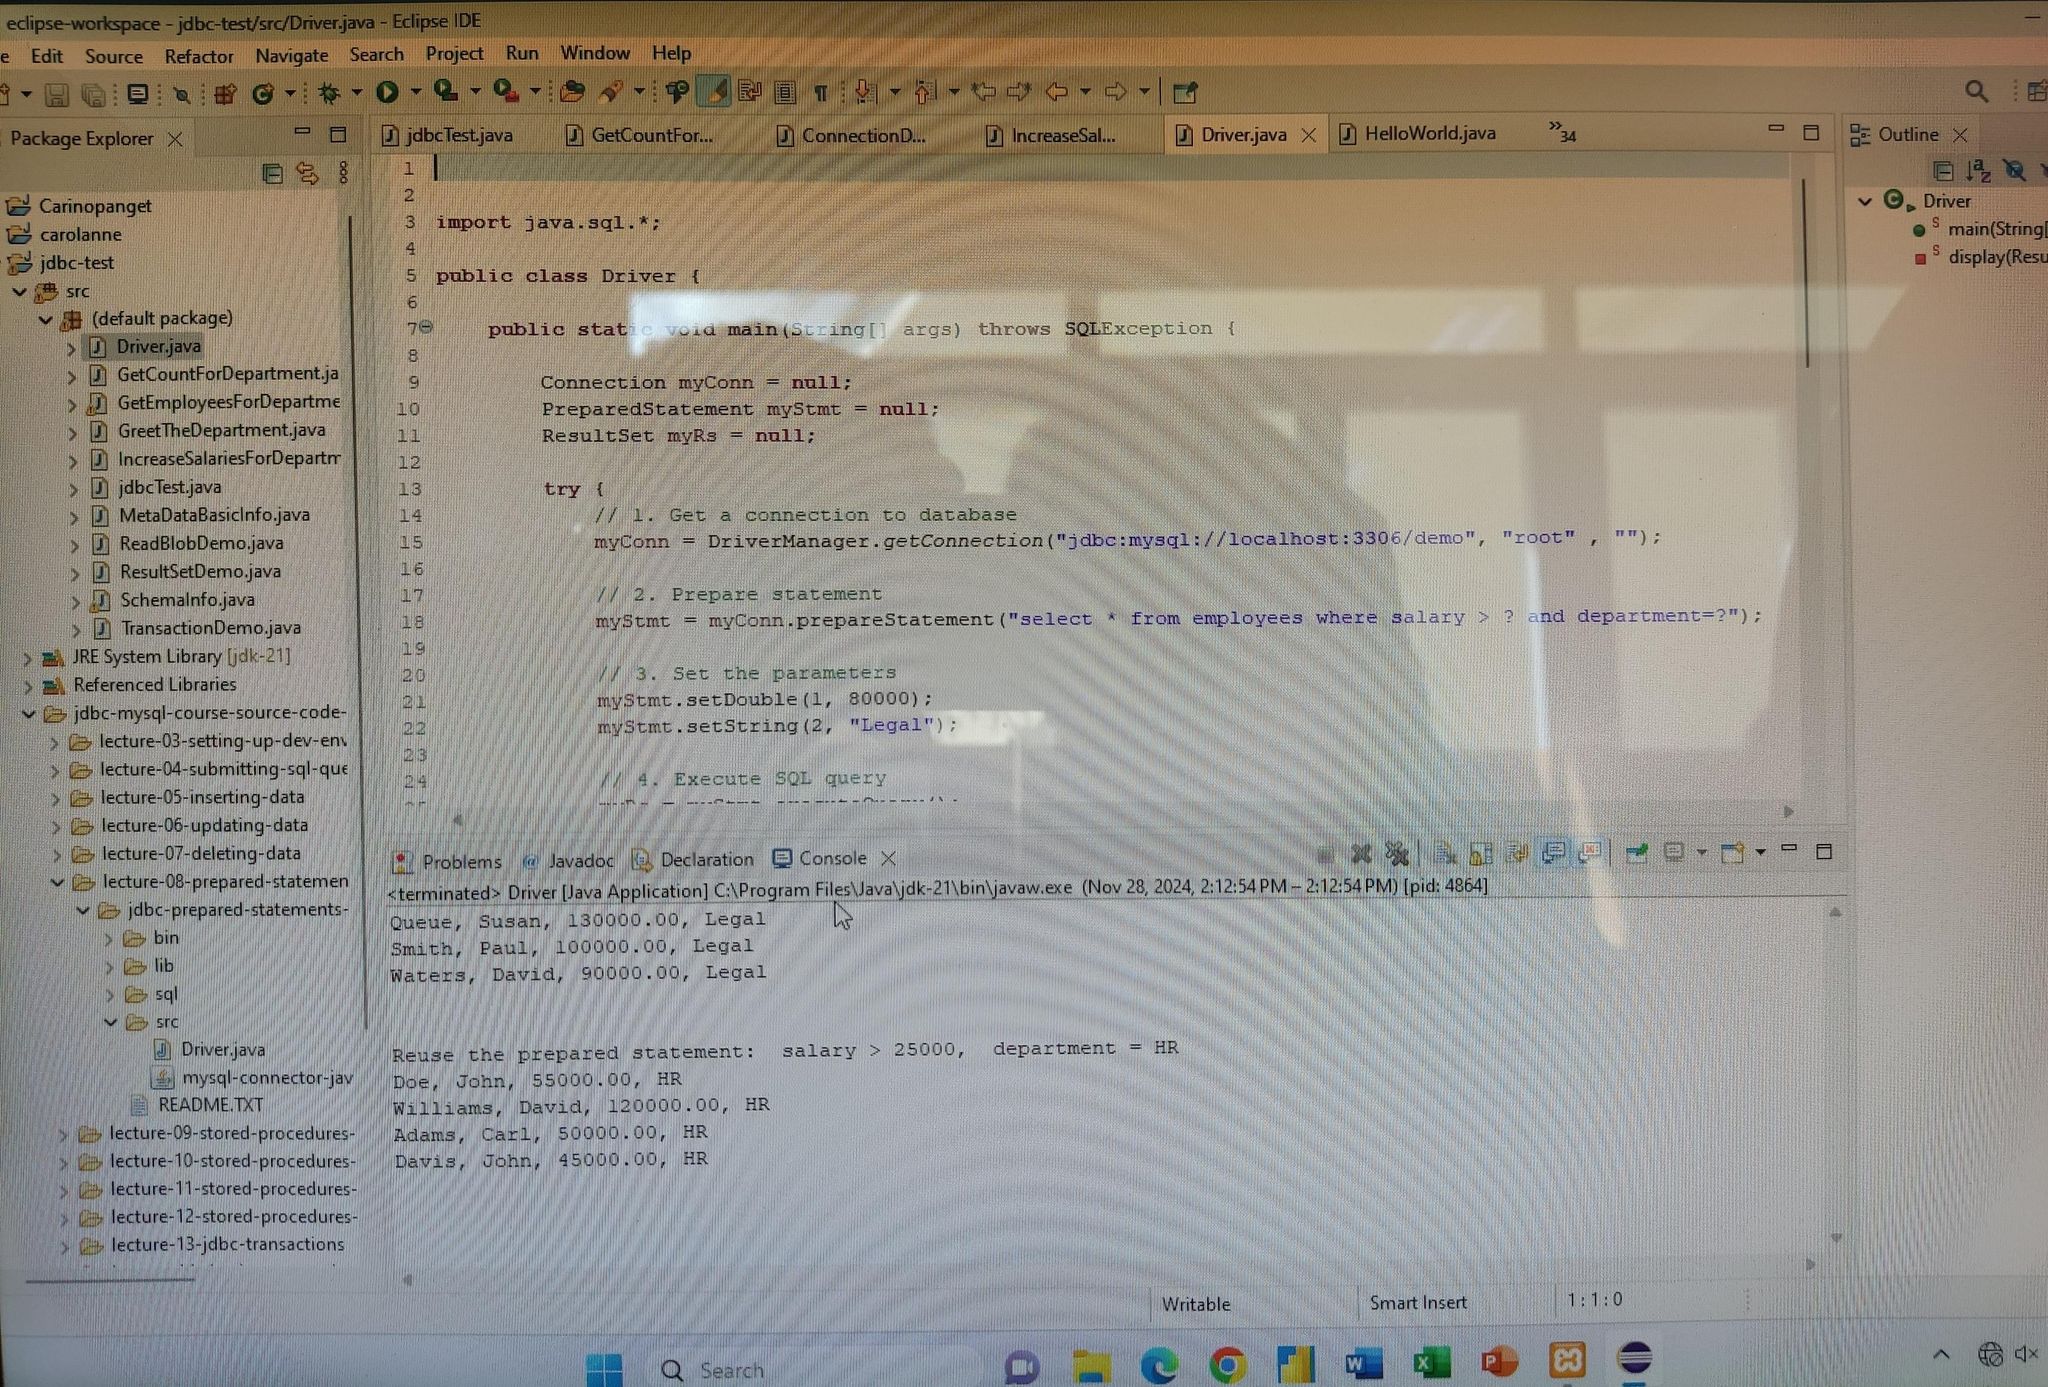 eclipse-workspace - jdbc-test/src/Driver.java - Eclipse IDE
e Edit Source Refactor Navigate Search Project Run Window Help
Package Explorer
Carinopanget
carolanne
jdbc-test
src
(default package)
Driver.java
GetCountForDepartment.ja
GetEmployeesForDepartme
GreetTheDepartment.java
IncreaseSalariesForDepartm
jdbcTest.java
MetaDataBasicInfo.java
ReadBlobDemo.java
ResultSetDemo.java
SchemaInfo.java
TransactionDemo.java
JRE System Library [jdk-21]
Referenced Libraries
jdbc-mysql-course-source-code-
lecture-03-setting-up-dev-env
lecture-04-submitting-sql-que
lecture-05-inserting-data
lecture-06-updating-data
lecture-07-deleting-data
lecture-08-prepared-statemen
jdbc-prepared-statements-
bin
lib
sql
src
Driver.java
mysql-connector-jav
README.TXT
lecture-09-stored-procedures-
lecture-10-stored-procedures-
lecture-11-stored-procedures-
lecture-12-stored-procedures-
lecture-13-jdbc-transactions
jdbcTest.java GetCountFor... ConnectionD... IncreaseSal... Driver.java HelloWorld.java »34
1
2
3 import java.sql.*;
4
5 public class Driver {
6
7 public static void main(String[] args) throws SQLException {
8
9 Connection myConn = null;
10 PreparedStatement myStmt = null;
11 ResultSet myRs = null;
12
13 try {
14 // 1. Get a connection to database
15 myConn = DriverManager.getConnection("jdbc:mysql://localhost:3306/demo", "root" , "");
16
17 // 2. Prepare statement
18 myStmt = myConn.prepareStatement("select * from employees where salary > ? and department=?");
19
20 // 3. Set the parameters
21 myStmt.setDouble(1, 80000);
22 myStmt.setString(2, "Legal");
23
24 // 4. Execute SQL query
Outline
Driver
main(String[
display(Resu
Problems Javadoc Declaration Console
<terminated> Driver [Java Application] C:\Program Files\Java\jdk-21\bin\javaw.exe (Nov 28, 2024, 2:12:54 PM – 2:12:54 PM) [pid: 4864]
Queue, Susan, 130000.00, Legal
Smith, Paul, 100000.00, Legal
Waters, David, 90000.00, Legal
Reuse the prepared statement: salary > 25000, department = HR
Doe, John, 55000.00, HR
Williams, David, 120000.00, HR
Adams, Carl, 50000.00, HR
Davis, John, 45000.00, HR
Writable Smart Insert 1 : 1 : 0
Search